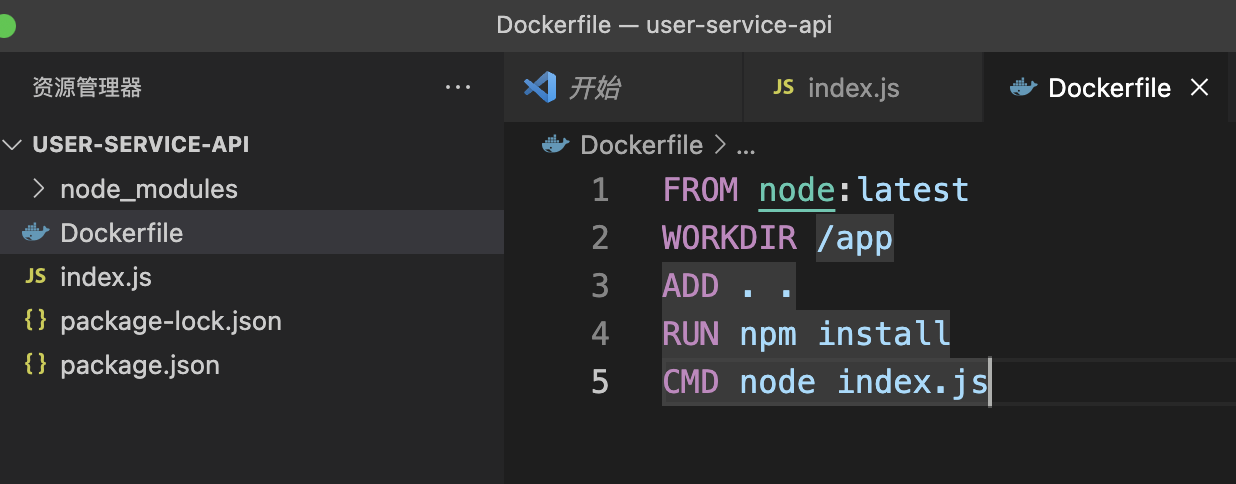 Dockerfile — user-service-api
资源管理器 ···
USER-SERVICE-API
node_modules
Dockerfile
JS index.js
{} package-lock.json
{} package.json
开始
JS index.js
Dockerfile
Dockerfile > ...
1 FROM node:latest
2 WORKDIR /app
3 ADD . .
4 RUN npm install
5 CMD node index.js